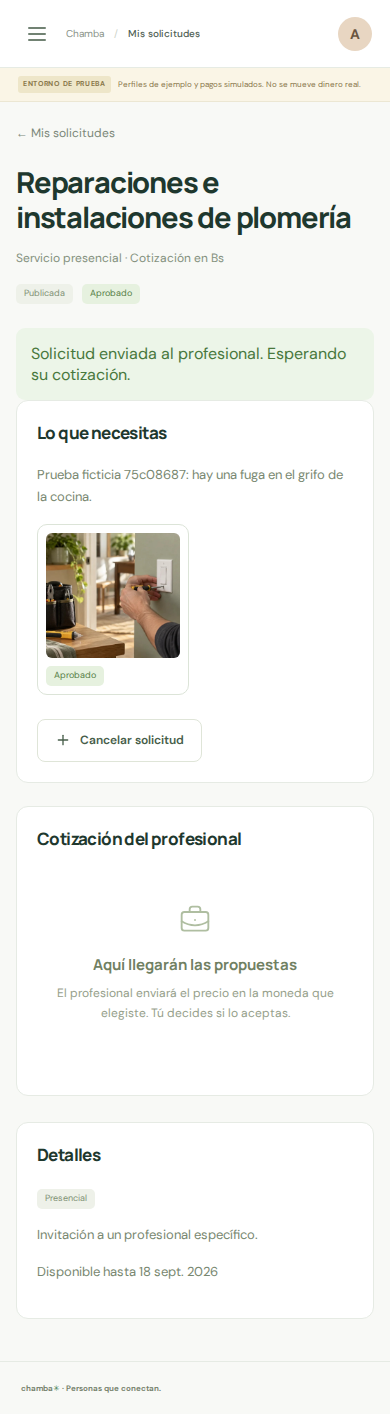 Chamba / Mis solicitudes
A
ENTORNO DE PRUEBA Perfiles de ejemplo y pagos simulados. No se mueve dinero real.
← Mis solicitudes
Reparaciones e
instalaciones de plomería
Servicio presencial · Cotización en Bs
Publicada Aprobado
Solicitud enviada al profesional. Esperando
su cotización.
Lo que necesitas
Prueba ficticia 75c08687: hay una fuga en el grifo de
la cocina.
Aprobado
Cancelar solicitud
Cotización del profesional
Aquí llegarán las propuestas
El profesional enviará el precio en la moneda que
elegiste. Tú decides si lo aceptas.
Detalles
Presencial
Invitación a un profesional específico.
Disponible hasta 18 sept. 2026
chamba✳ · Personas que conectan.